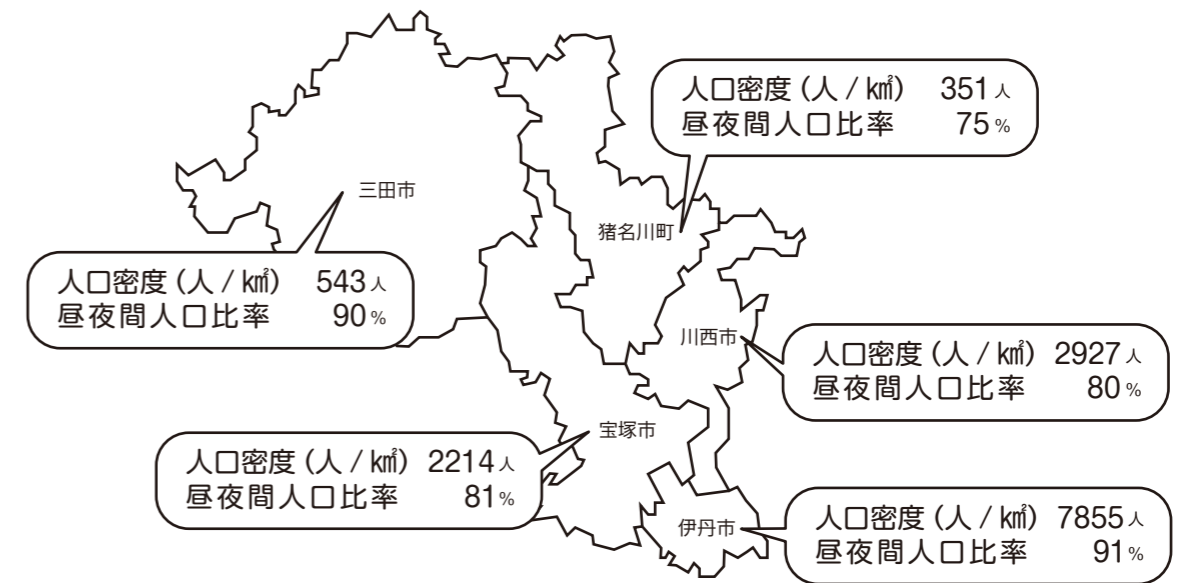 人口密度(人/㎢) 351人
昼夜間人口比率 75%
三田市
猪名川町
人口密度(人/㎢) 543人
昼夜間人口比率 90%
川西市
人口密度(人/㎢) 2927人
昼夜間人口比率 80%
宝塚市
人口密度(人/㎢) 2214人
昼夜間人口比率 81%
伊丹市
人口密度(人/㎢) 7855人
昼夜間人口比率 91%